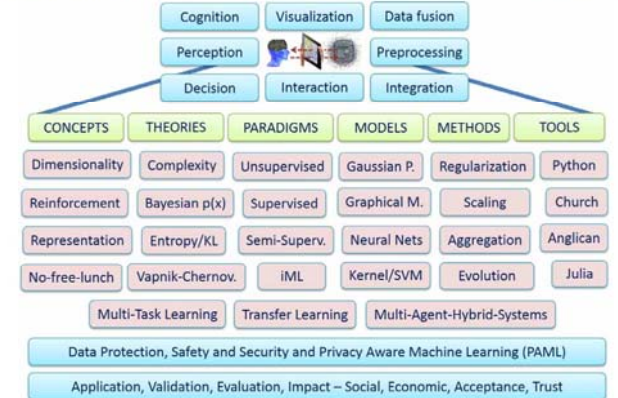 Cognition Visualization Data fusion
Perception Preprocessing
Decision Interaction Integration
CONCEPTS THEORIES PARADIGMS MODELS METHODS TOOLS
Dimensionality Complexity Unsupervised Gaussian P. Regularization Python
Reinforcement Bayesian p(x) Supervised Graphical M. Scaling Church
Representation Entropy/KL Semi-Superv. Neural Nets Aggregation Anglican
No-free-lunch Vapnik-Chernov. iML Kernel/SVM Evolution Julia
Multi-Task Learning Transfer Learning Multi-Agent-Hybrid-Systems
Data Protection, Safety and Security and Privacy Aware Machine Learning (PAML)
Application, Validation, Evaluation, Impact – Social, Economic, Acceptance, Trust